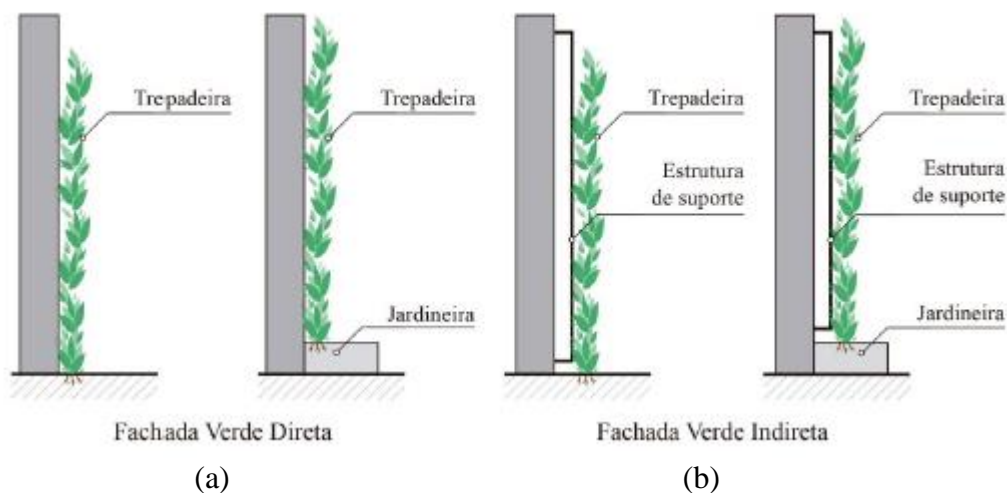 Trepadeira
Trepadeira
Jardineira
Fachada Verde Direta
(a)
Trepadeira
Estrutura
de suporte
Trepadeira
Estrutura
de suporte
Jardineira
Fachada Verde Indireta
(b)